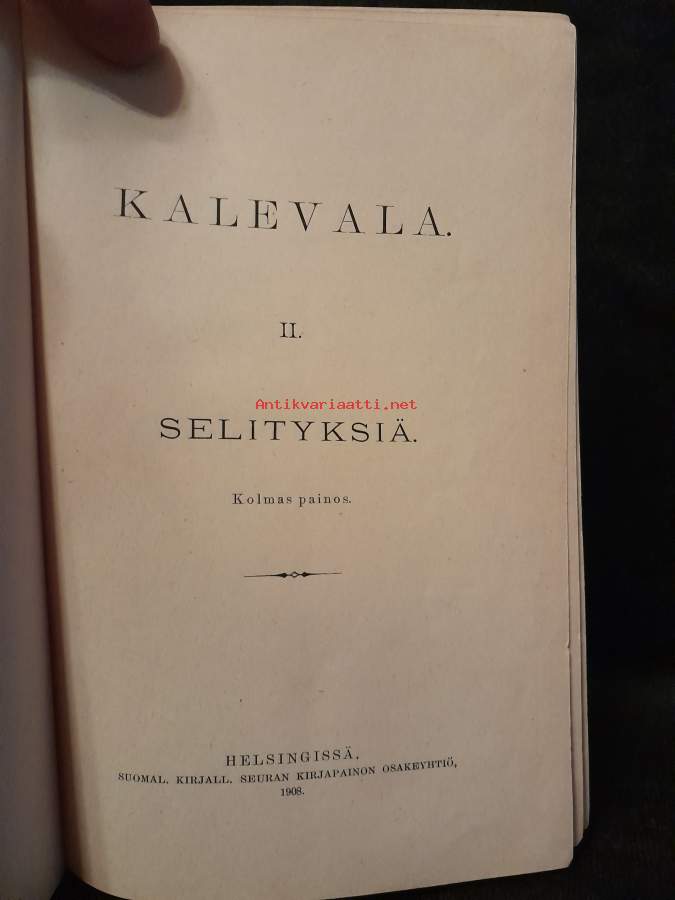 KALEVALA.
II.
Antikvariaatti.net
SELITYKSIÄ.
Kolmas painos.
HELSINGISSÄ,
SUOMAL. KIRJALL. SEURAN KIRJAPAINON OSAKEYHTIÖ,
1908.